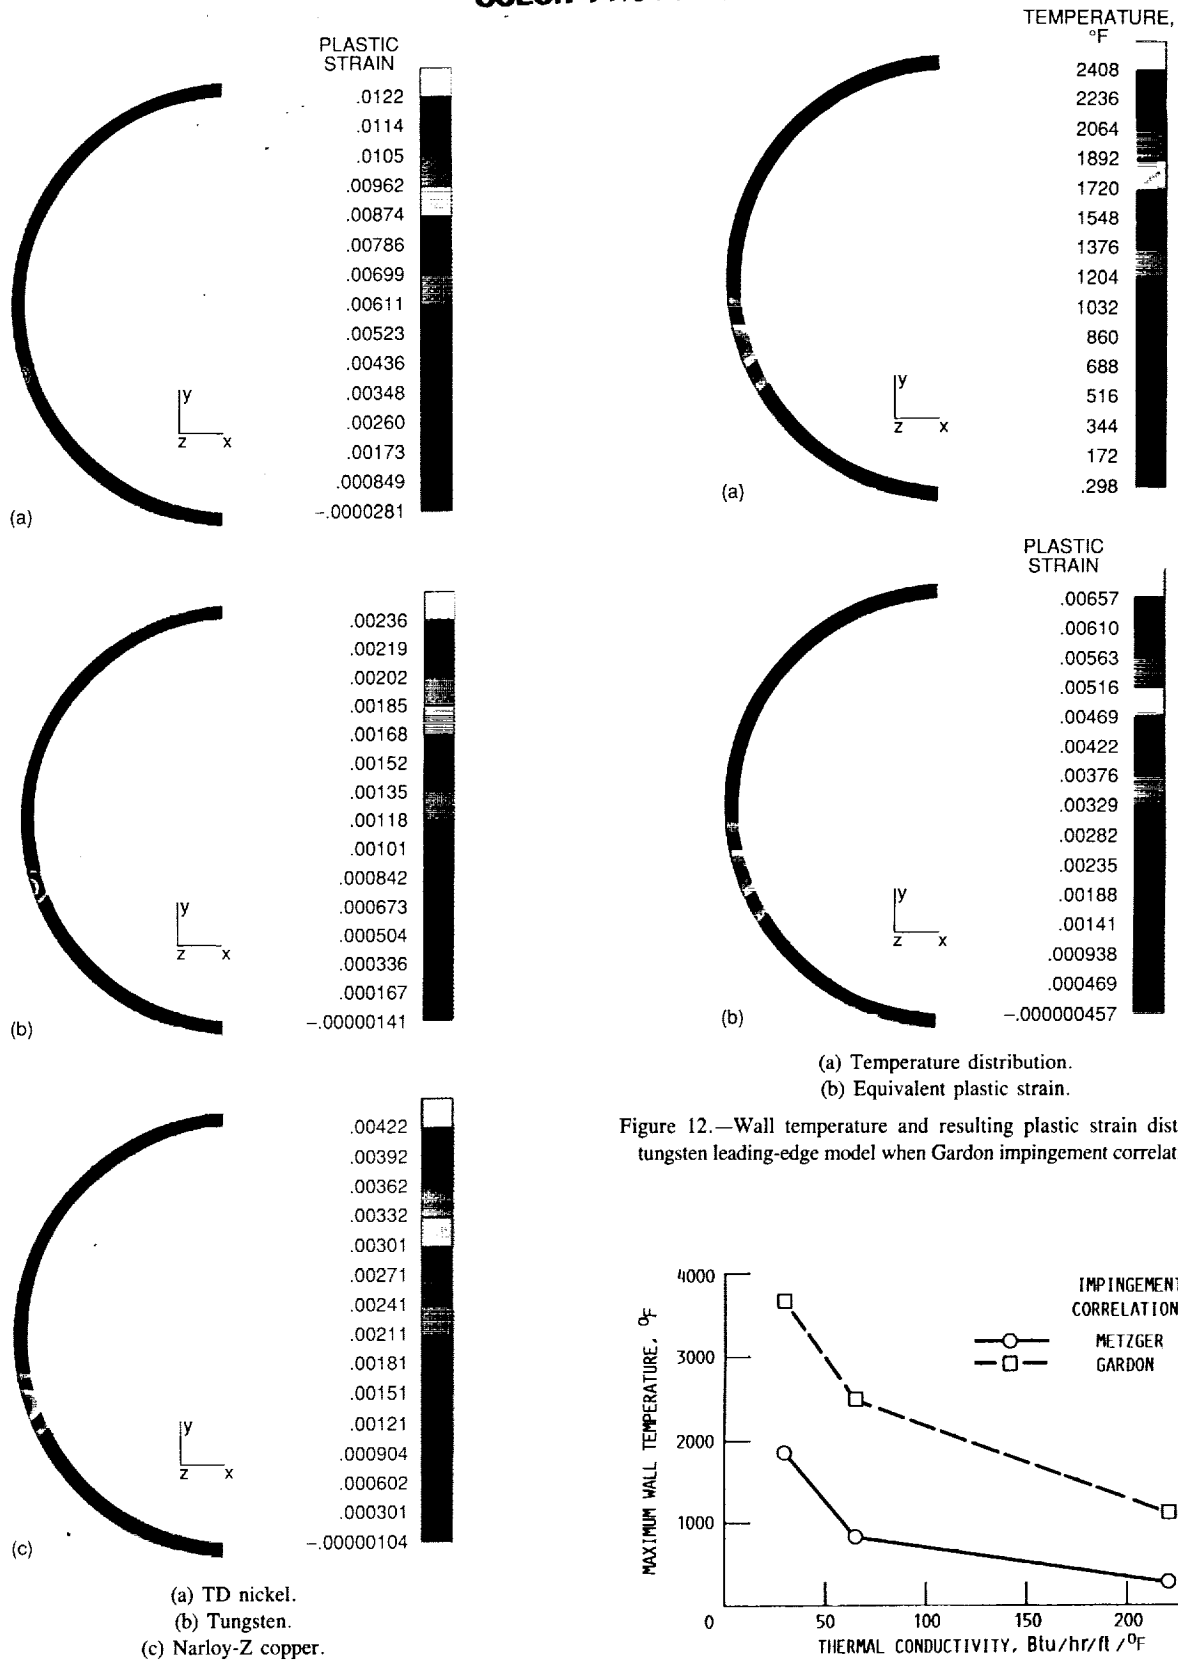 PLASTIC
STRAIN
.0122
.0114
.0105
.00962
.00874
.00786
.00699
.00611
.00523
.00436
.00348
.00260
.00173
.000849
−.0000281
y
z x
(a)
.00236
.00219
.00202
.00185
.00168
.00152
.00135
.00118
.00101
.000842
.000673
.000504
.000336
.000167
−.00000141
y
z x
(b)
.00422
.00392
.00362
.00332
.00301
.00271
.00241
.00211
.00181
.00151
.00121
.000904
.000602
.000301
−.00000104
y
z x
(c)
(a) TD nickel.
(b) Tungsten.
(c) Narloy-Z copper.
TEMPERATURE,
°F
2408
2236
2064
1892
1720
1548
1376
1204
1032
860
688
516
344
172
.298
y
z x
(a)
PLASTIC
STRAIN
.00657
.00610
.00563
.00516
.00469
.00422
.00376
.00329
.00282
.00235
.00188
.00141
.000938
.000469
−.000000457
y
z x
(b)
(a) Temperature distribution.
(b) Equivalent plastic strain.
Figure 12.—Wall temperature and resulting plastic strain dist
tungsten leading-edge model when Gardon impingement correlat
MAXIMUM WALL TEMPERATURE, °F
4000
3000
2000
1000
0
50 100 150 200
THERMAL CONDUCTIVITY, Btu/hr/ft/°F
IMPINGEMENT
CORRELATION
METZGER
GARDON